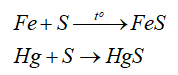 Fe + S —t°→ FeS
Hg + S → HgS